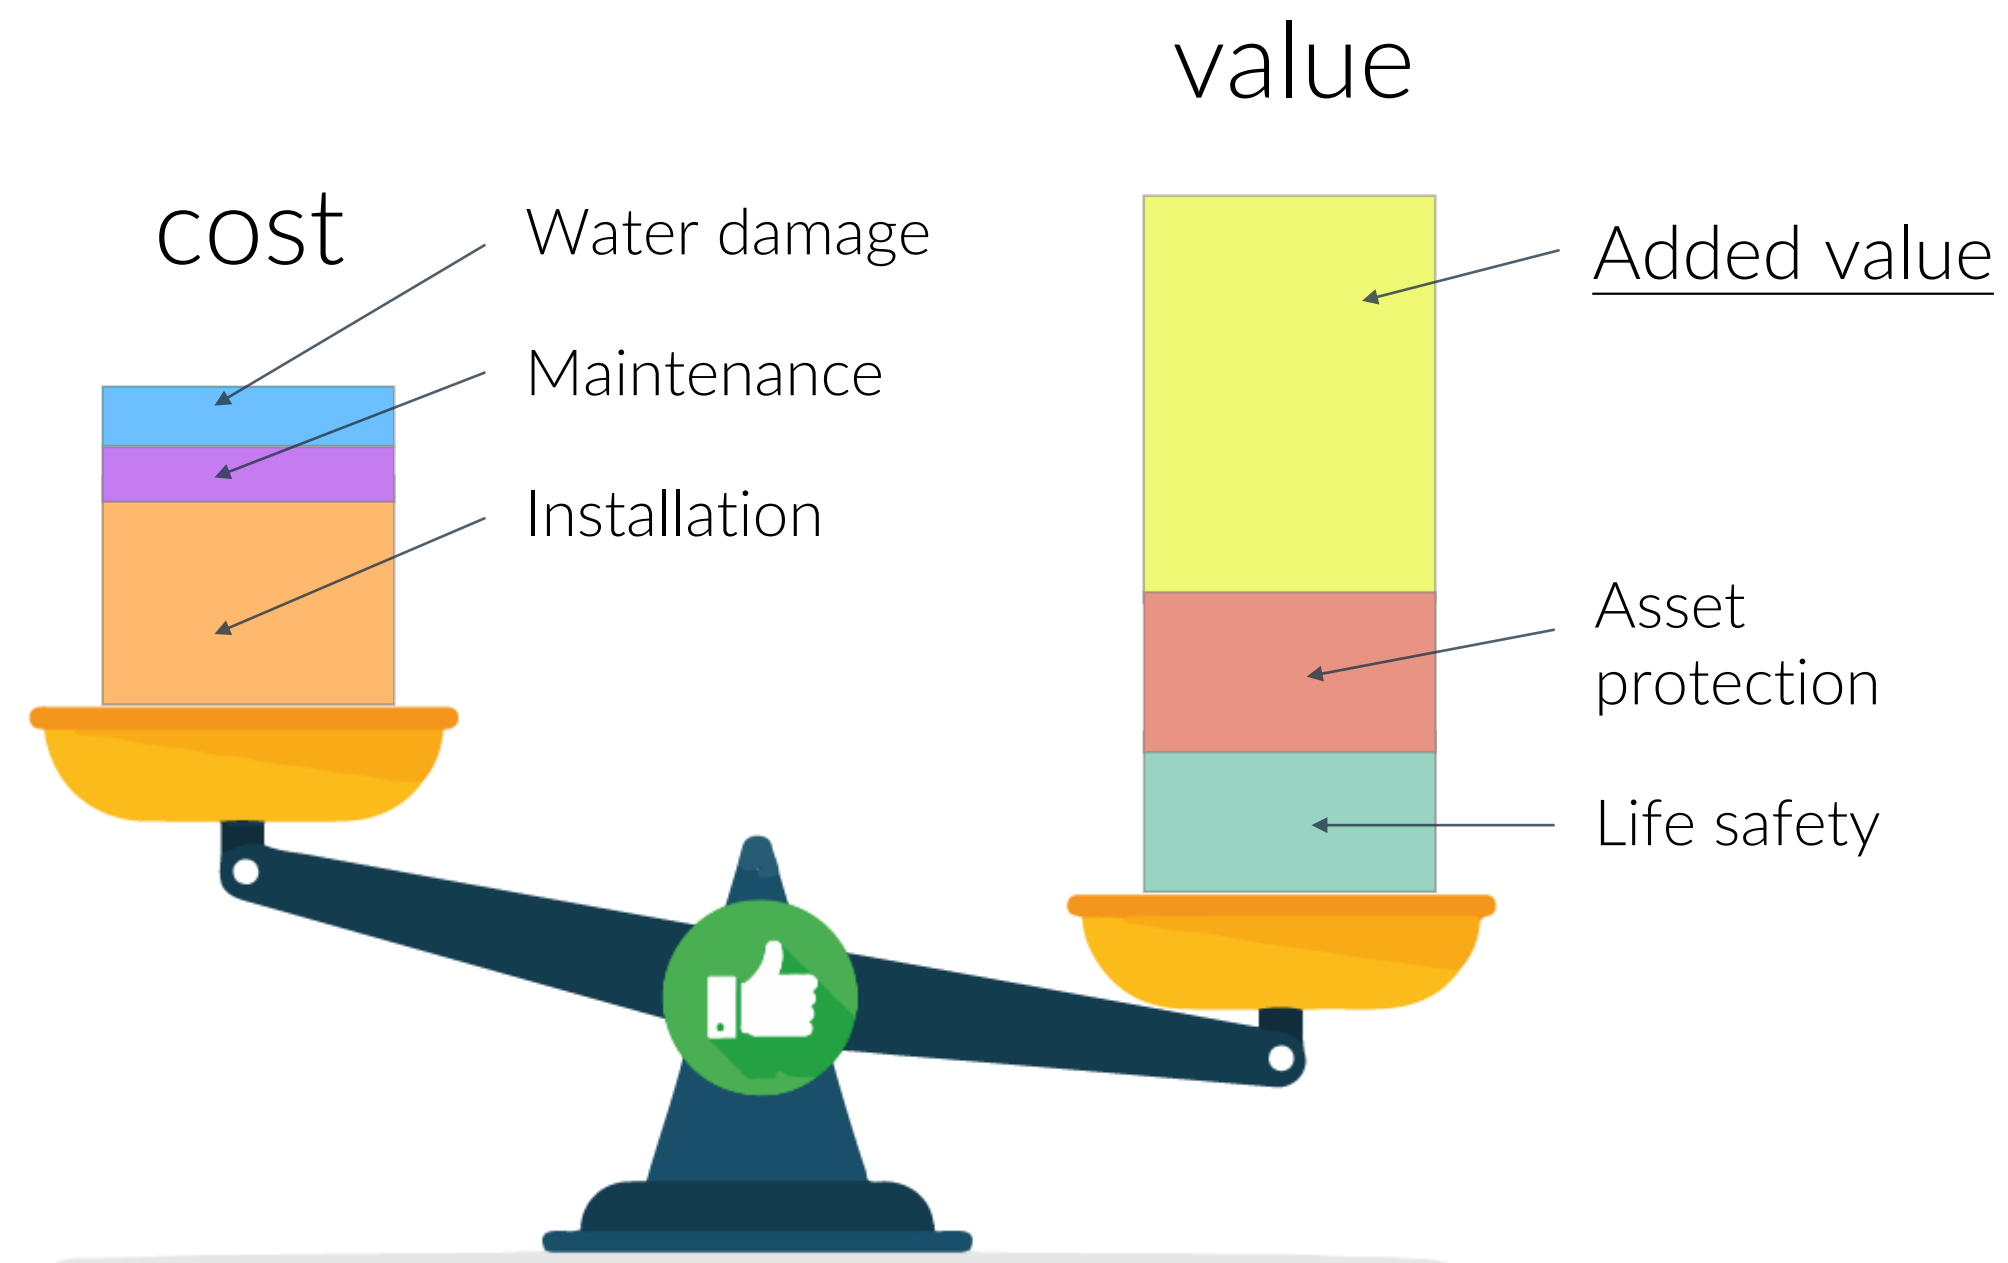 value
cost
Water damage
Maintenance
Installation
Added value
Asset
protection
Life safety